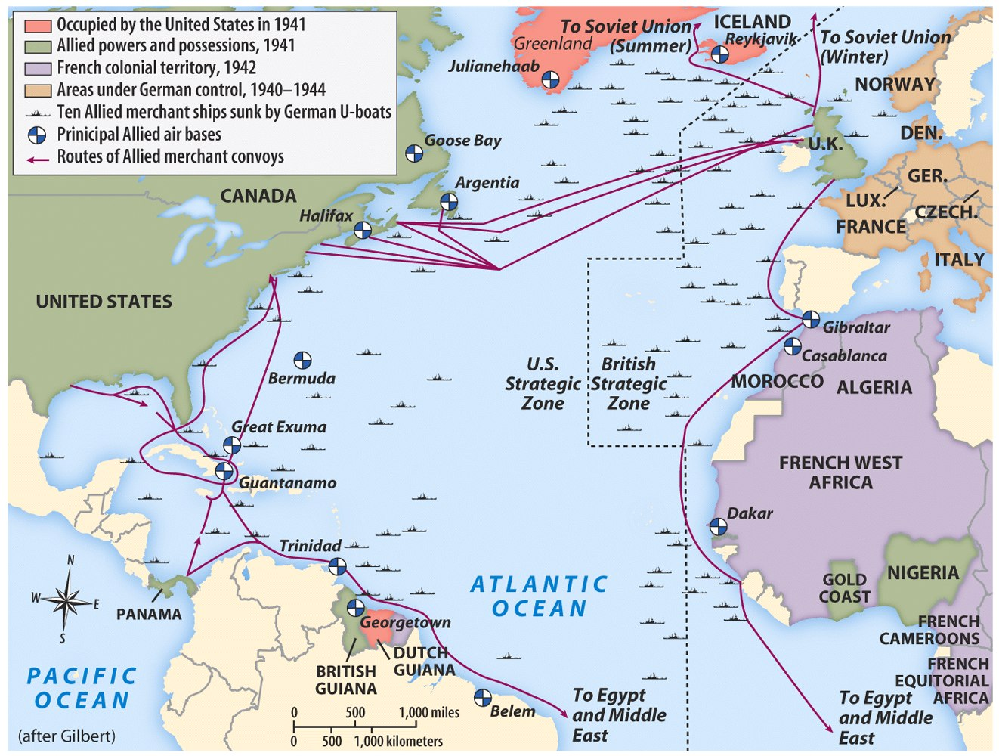 Occupied by the United States in 1941
Allied powers and possessions, 1941
French colonial territory, 1942
Areas under German control, 1940–1944
Ten Allied merchant ships sunk by German U-boats
Prinicipal Allied air bases
Routes of Allied merchant convoys
To Soviet Union
(Summer)
ICELAND
Reykjavik
To Soviet Union
(Winter)
Greenland
Julianehaab
NORWAY
Goose Bay
U.K.
DEN.
Argentia
CANADA
Halifax
GER.
LUX.
CZECH.
FRANCE
ITALY
UNITED STATES
Gibraltar
Casablanca
Bermuda
U.S.
Strategic
Zone
British
Strategic
Zone
MOROCCO
ALGERIA
Great Exuma
Guantanamo
FRENCH WEST
AFRICA
Dakar
Trinidad
N
W
E
S
PANAMA
ATLANTIC
OCEAN
GOLD
COAST
NIGERIA
Georgetown
FRENCH
CAMEROONS
DUTCH
GUIANA
BRITISH
GUIANA
FRENCH
EQUITORIAL
AFRICA
PACIFIC
OCEAN
Belem
To Egypt
and Middle
East
To Egypt
and Middle
East
0 500 1,000 miles
0 500 1,000 kilometers
(after Gilbert)